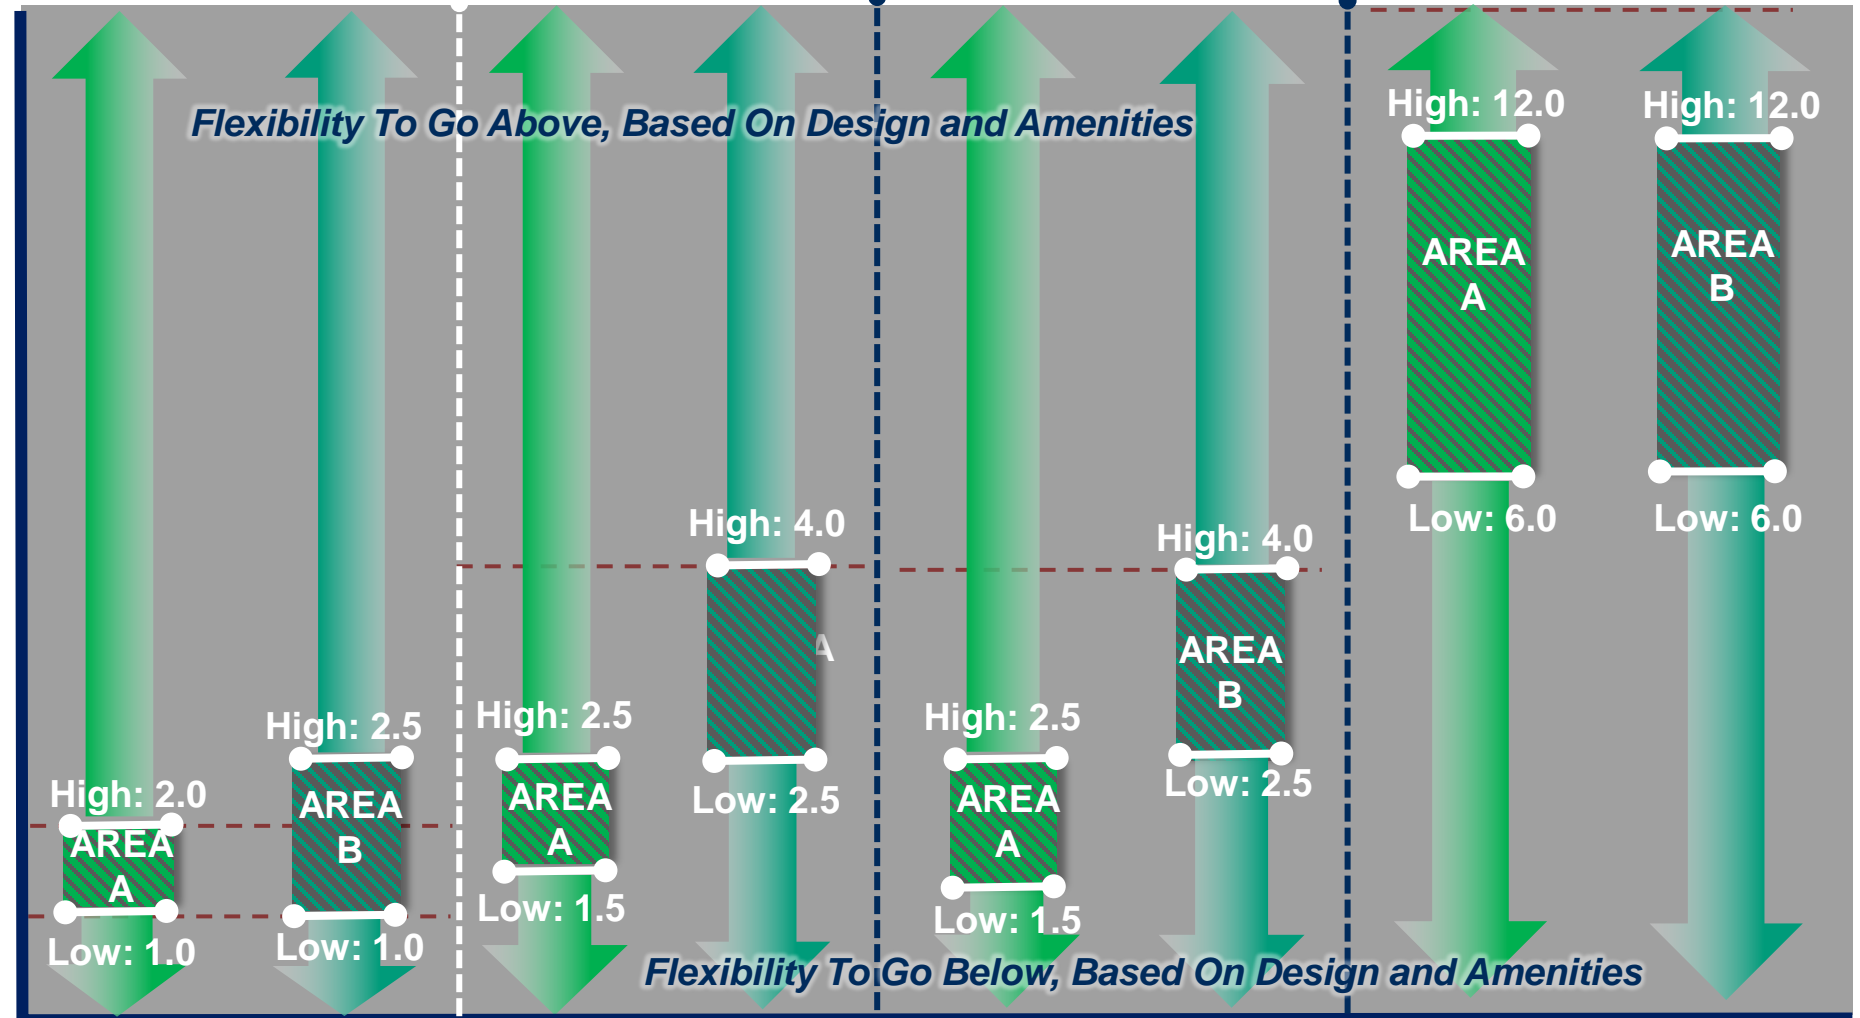 Flexibility To Go Above, Based On Design and Amenities
High: 2.0
AREA
A
Low: 1.0
High: 2.5
AREA
B
Low: 1.0
High: 2.5
AREA
A
Low: 1.5
High: 4.0
A
Low: 2.5
High: 2.5
AREA
A
Low: 1.5
High: 4.0
AREA
B
Low: 2.5
High: 12.0
AREA
A
Low: 6.0
High: 12.0
AREA
B
Low: 6.0
Flexibility To Go Below, Based On Design and Amenities